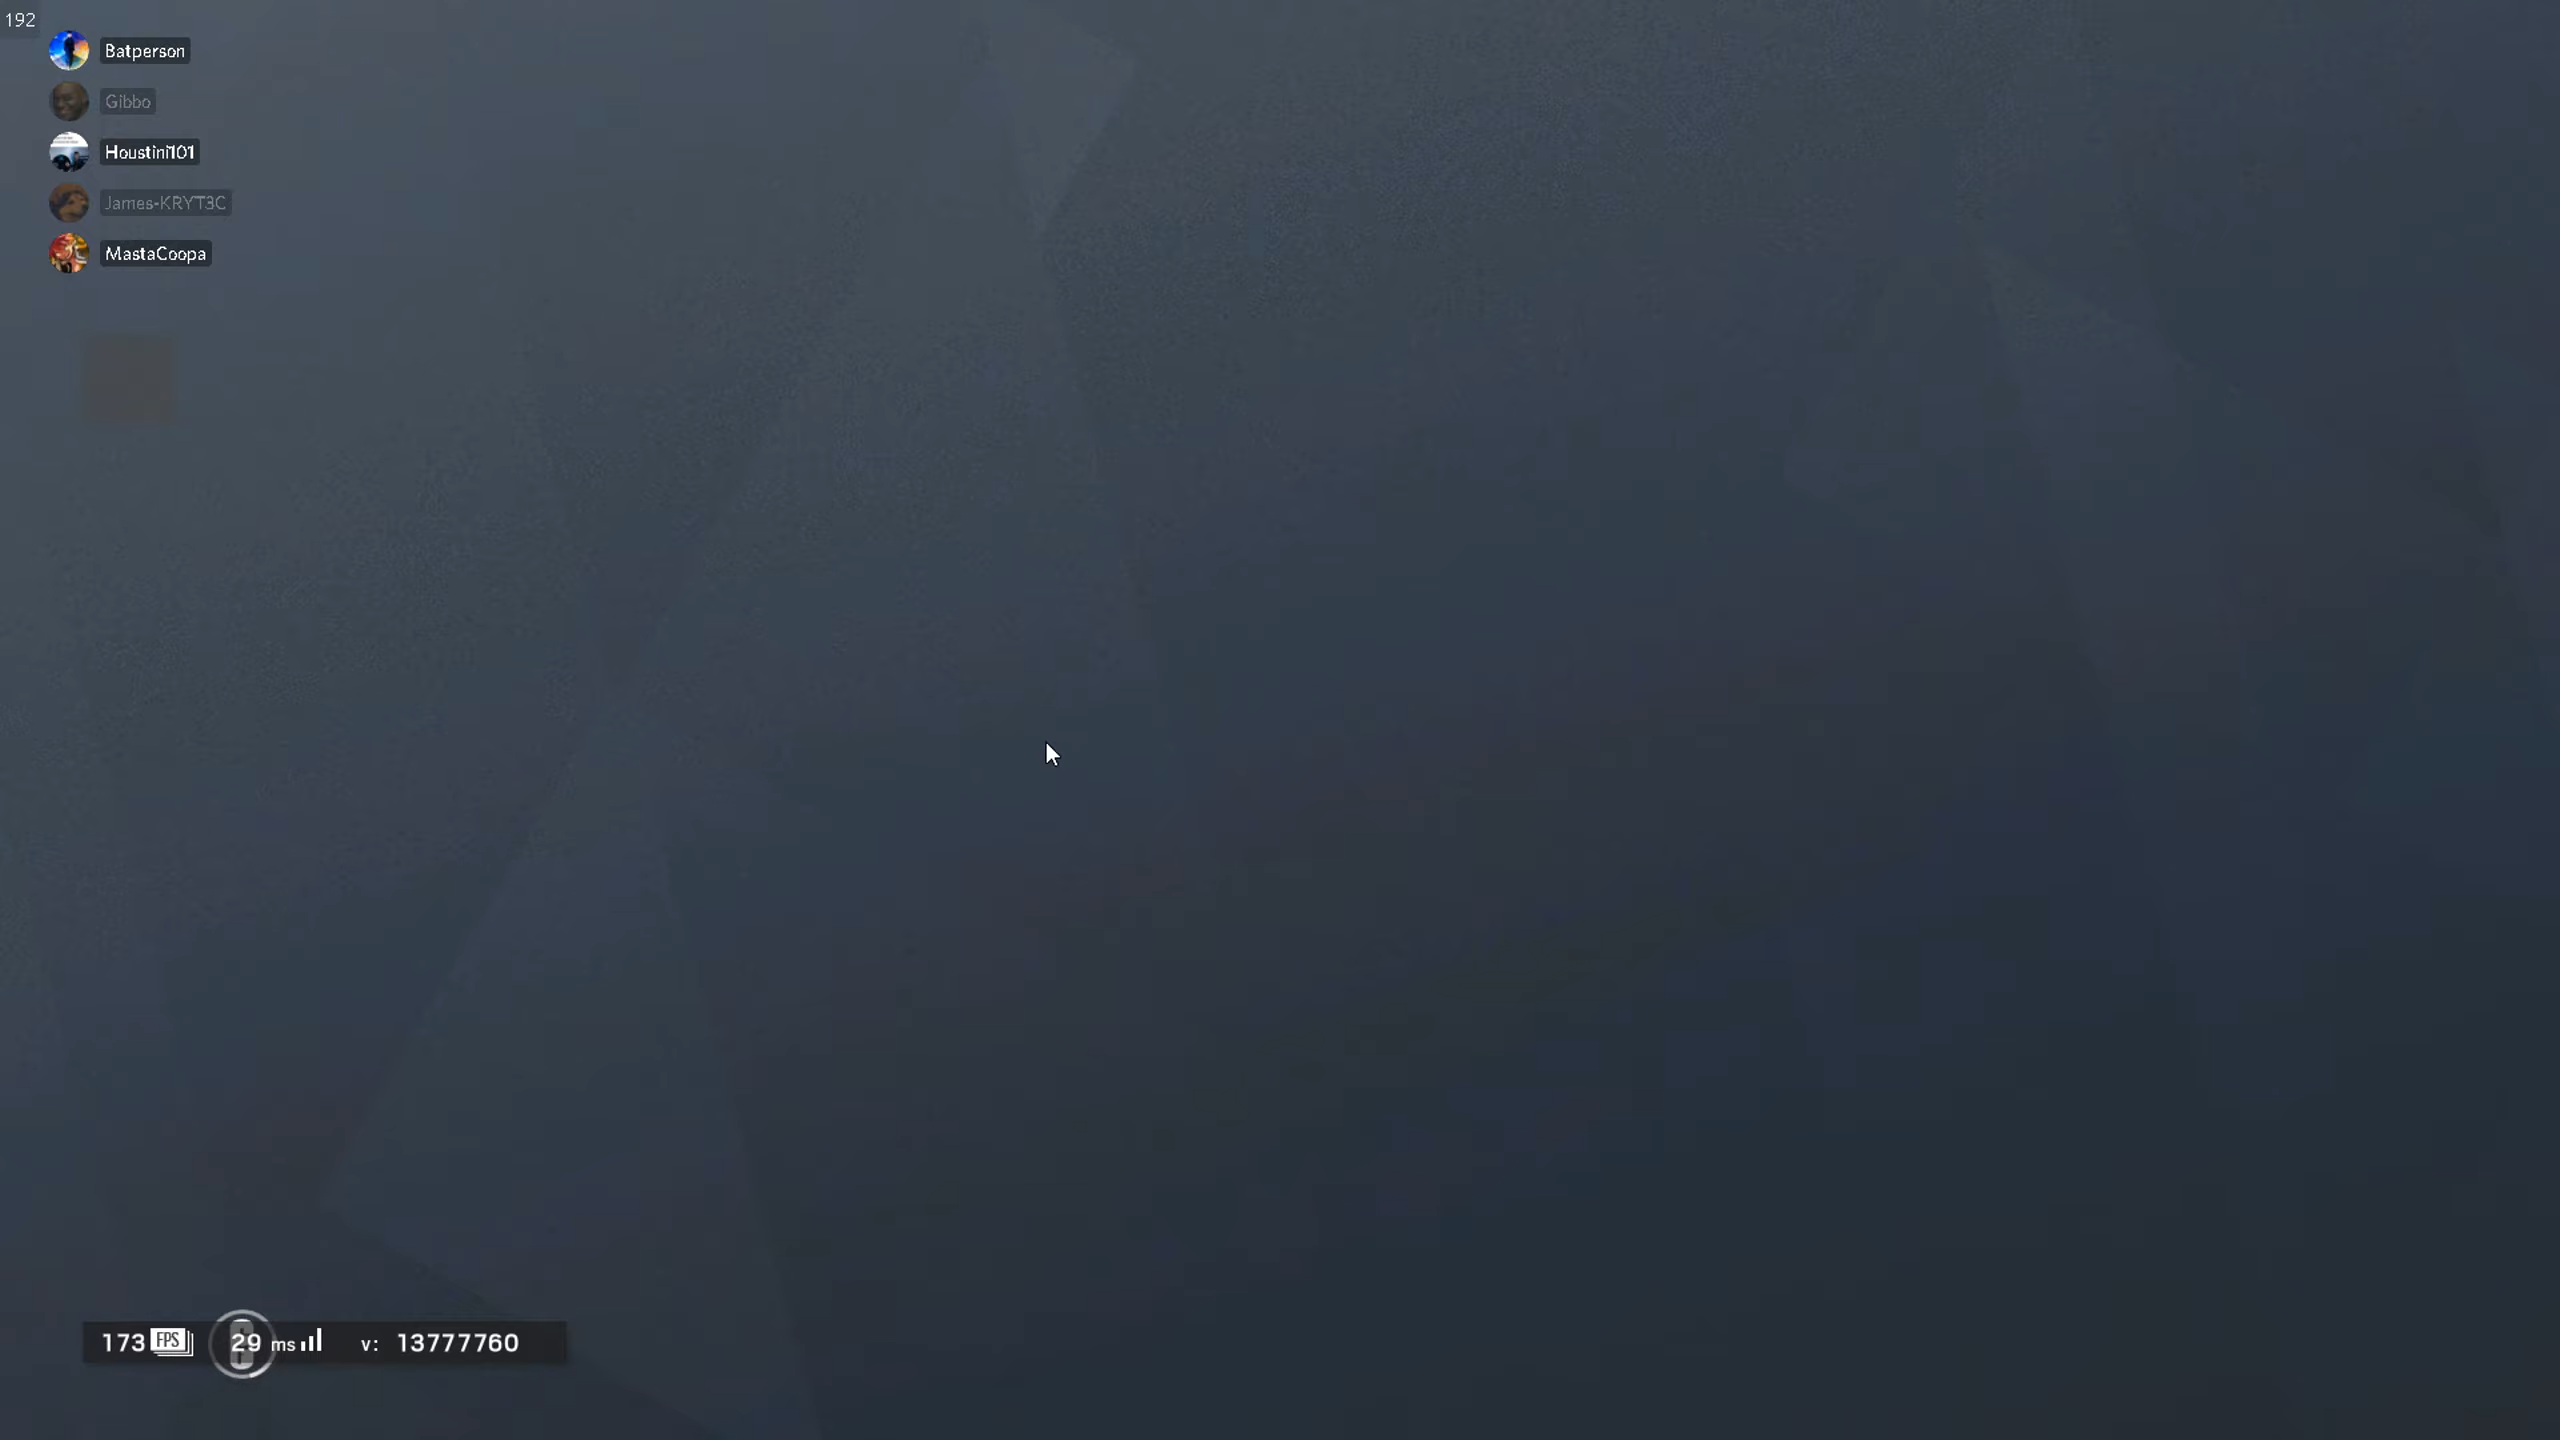 192
Batperson
Gibbo
Houstini101
James-KRYT3C
MastaCoopa
173 FPS 29 ms v: 13777760